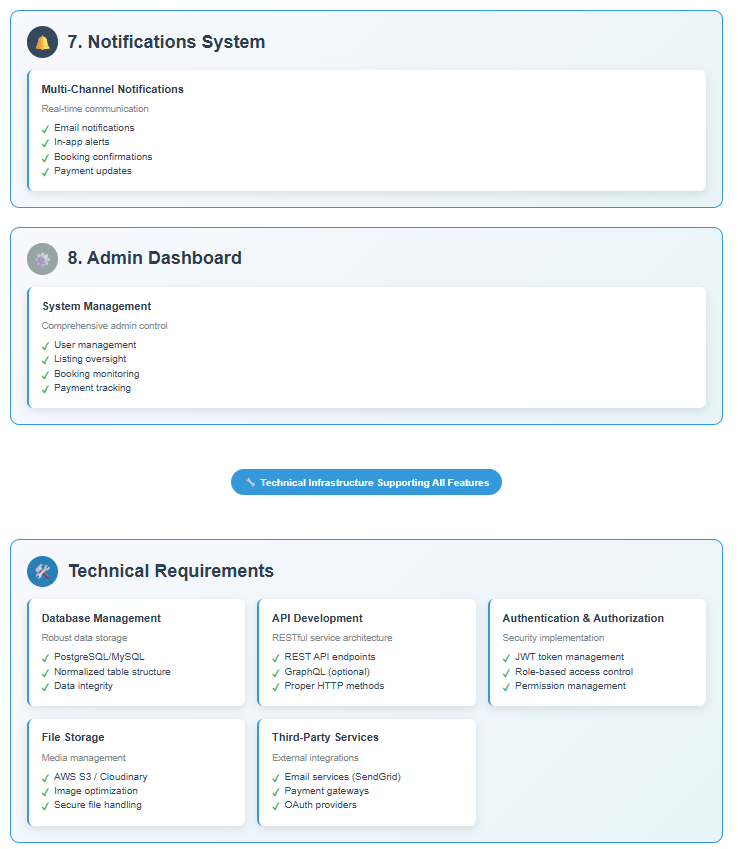 7. Notifications System
Multi-Channel Notifications
Real-time communication
Email notifications
In-app alerts
Booking confirmations
Payment updates
8. Admin Dashboard
System Management
Comprehensive admin control
User management
Listing oversight
Booking monitoring
Payment tracking
Technical Infrastructure Supporting All Features
Technical Requirements
Database Management
Robust data storage
PostgreSQL/MySQL
Normalized table structure
Data integrity
API Development
RESTful service architecture
REST API endpoints
GraphQL (optional)
Proper HTTP methods
Authentication & Authorization
Security implementation
JWT token management
Role-based access control
Permission management
File Storage
Media management
AWS S3 / Cloudinary
Image optimization
Secure file handling
Third-Party Services
External integrations
Email services (SendGrid)
Payment gateways
OAuth providers